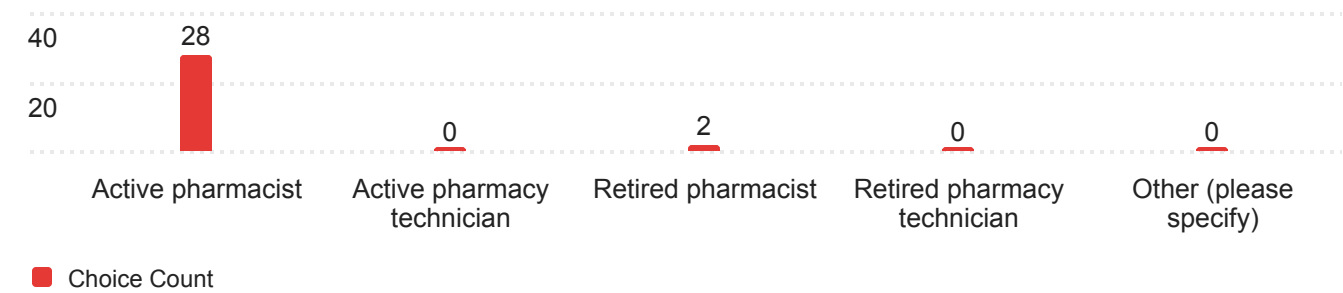 40
28
20
0
2
0
0
Active pharmacist
Active pharmacy
technician
Retired pharmacist
Retired pharmacy
technician
Other (please
specify)
Choice Count